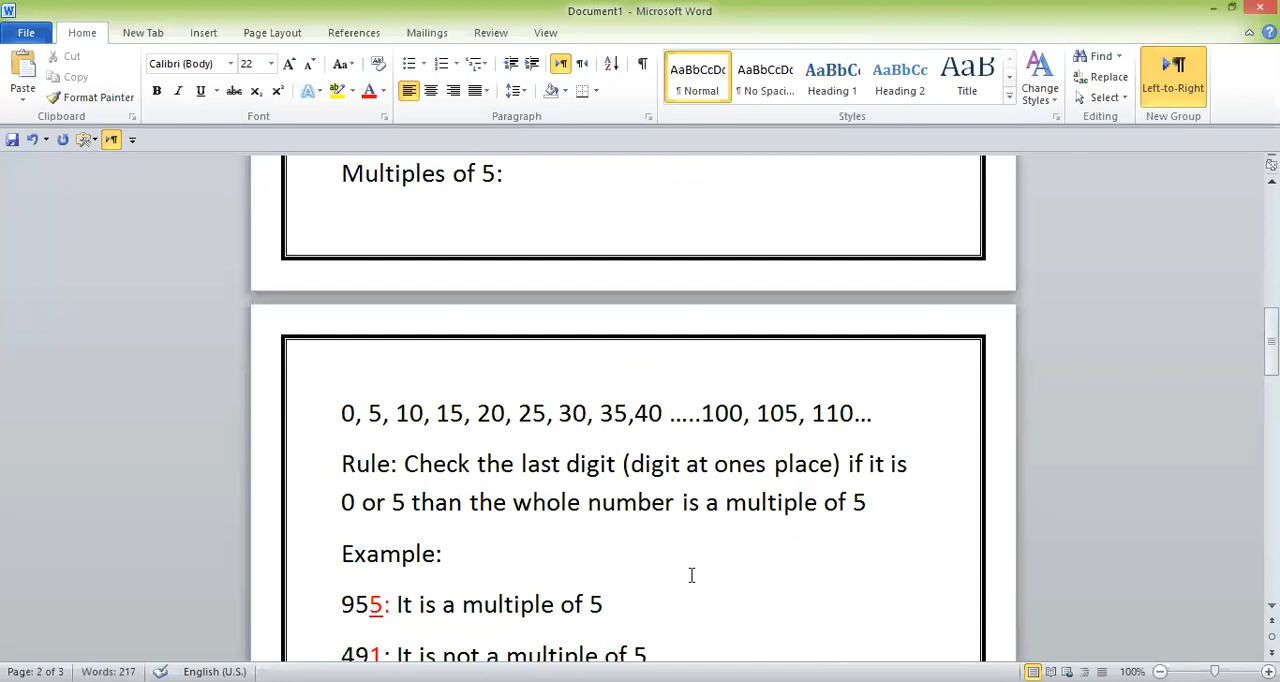 Document1 - Microsoft Word
File Home New Tab Insert Page Layout References Mailings Review View
Paste
Cut
Copy
Format Painter
Clipboard
Calibri (Body) 22
Font
Paragraph
AaBbCcDc AaBbCcDc AaBbC AaBbCc AaB
¶ Normal ¶ No Spaci... Heading 1 Heading 2 Title
Change
Styles
Styles
Find
Replace
Select
Editing
Left-to-Right
New Group
Multiples of 5:
0, 5, 10, 15, 20, 25, 30, 35,40 .....100, 105, 110...
Rule: Check the last digit (digit at ones place) if it is
0 or 5 than the whole number is a multiple of 5
Example:
955: It is a multiple of 5
491: It is not a multiple of 5
Page: 2 of 3 Words: 217 English (U.S.) 100%